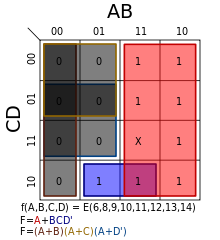 AB
00 01 11 10
CD
00 0 0 1 1
01 0 0 1 1
11 0 0 X 1
10 0 1 1 1
f(A,B,C,D) = E(6,8,9,10,11,12,13,14)
F=A+BCD'
F=(A+B)(A+C)(A+D')